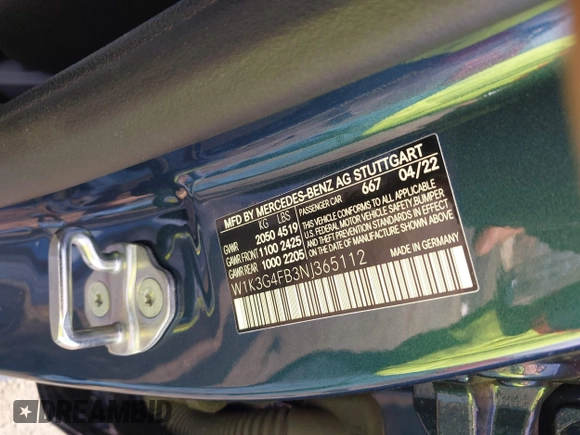 MFD BY MERCEDES-BENZ AG STUTTGART
KG LBS PASSENGER CAR 667 04/22
GVWR 2050 4519
GAWR FRONT 1100 2425
GAWR REAR 1000 2205
THIS VEHICLE CONFORMS TO ALL APPLICABLE
U.S. FEDERAL MOTOR VEHICLE SAFETY BUMPER
AND THEFT PREVENTION STANDARDS IN EFFECT
ON THE DATE OF MANUFACTURE SHOWN ABOVE.
W1K3G4FB3NJ365112
MADE IN GERMANY
DREAMBID